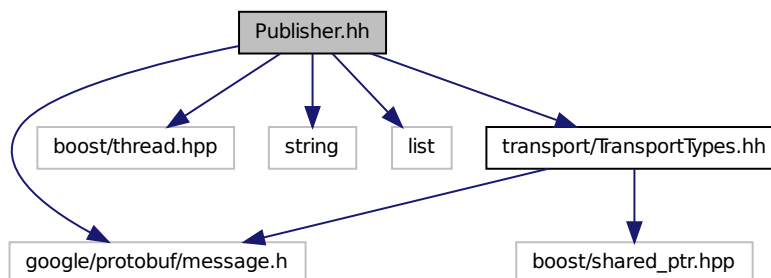 Publisher.hh
boost/thread.hpp
string
list
transport/TransportTypes.hh
google/protobuf/message.h
boost/shared_ptr.hpp